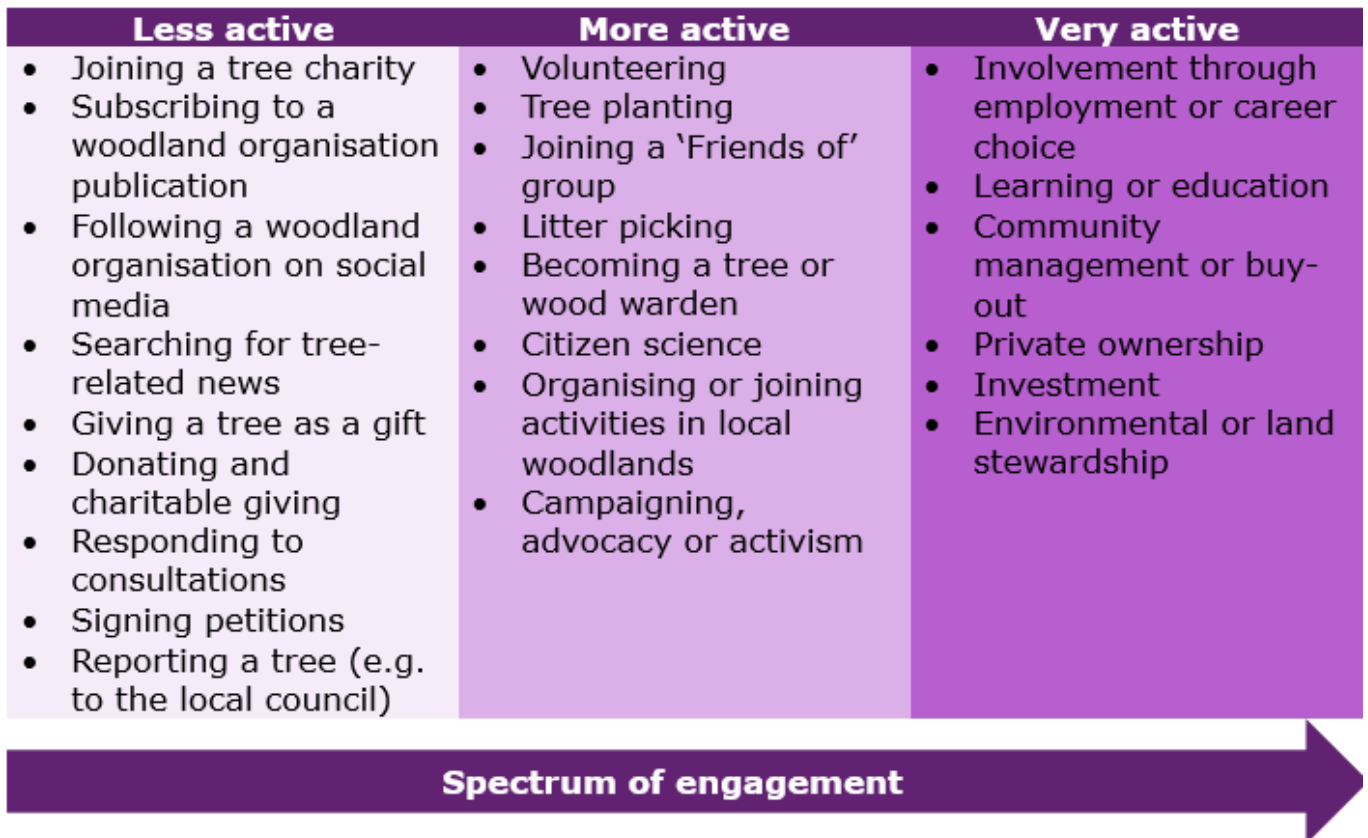 Less active
• Joining a tree charity
• Subscribing to a
woodland organisation
publication
• Following a woodland
organisation on social
media
• Searching for tree-
related news
• Giving a tree as a gift
• Donating and
charitable giving
• Responding to
consultations
• Signing petitions
• Reporting a tree (e.g.
to the local council)
More active
• Volunteering
• Tree planting
• Joining a ‘Friends of’
group
• Litter picking
• Becoming a tree or
wood warden
• Citizen science
• Organising or joining
activities in local
woodlands
• Campaigning,
advocacy or activism
Very active
• Involvement through
employment or career
choice
• Learning or education
• Community
management or buy-
out
• Private ownership
• Investment
• Environmental or land
stewardship
Spectrum of engagement